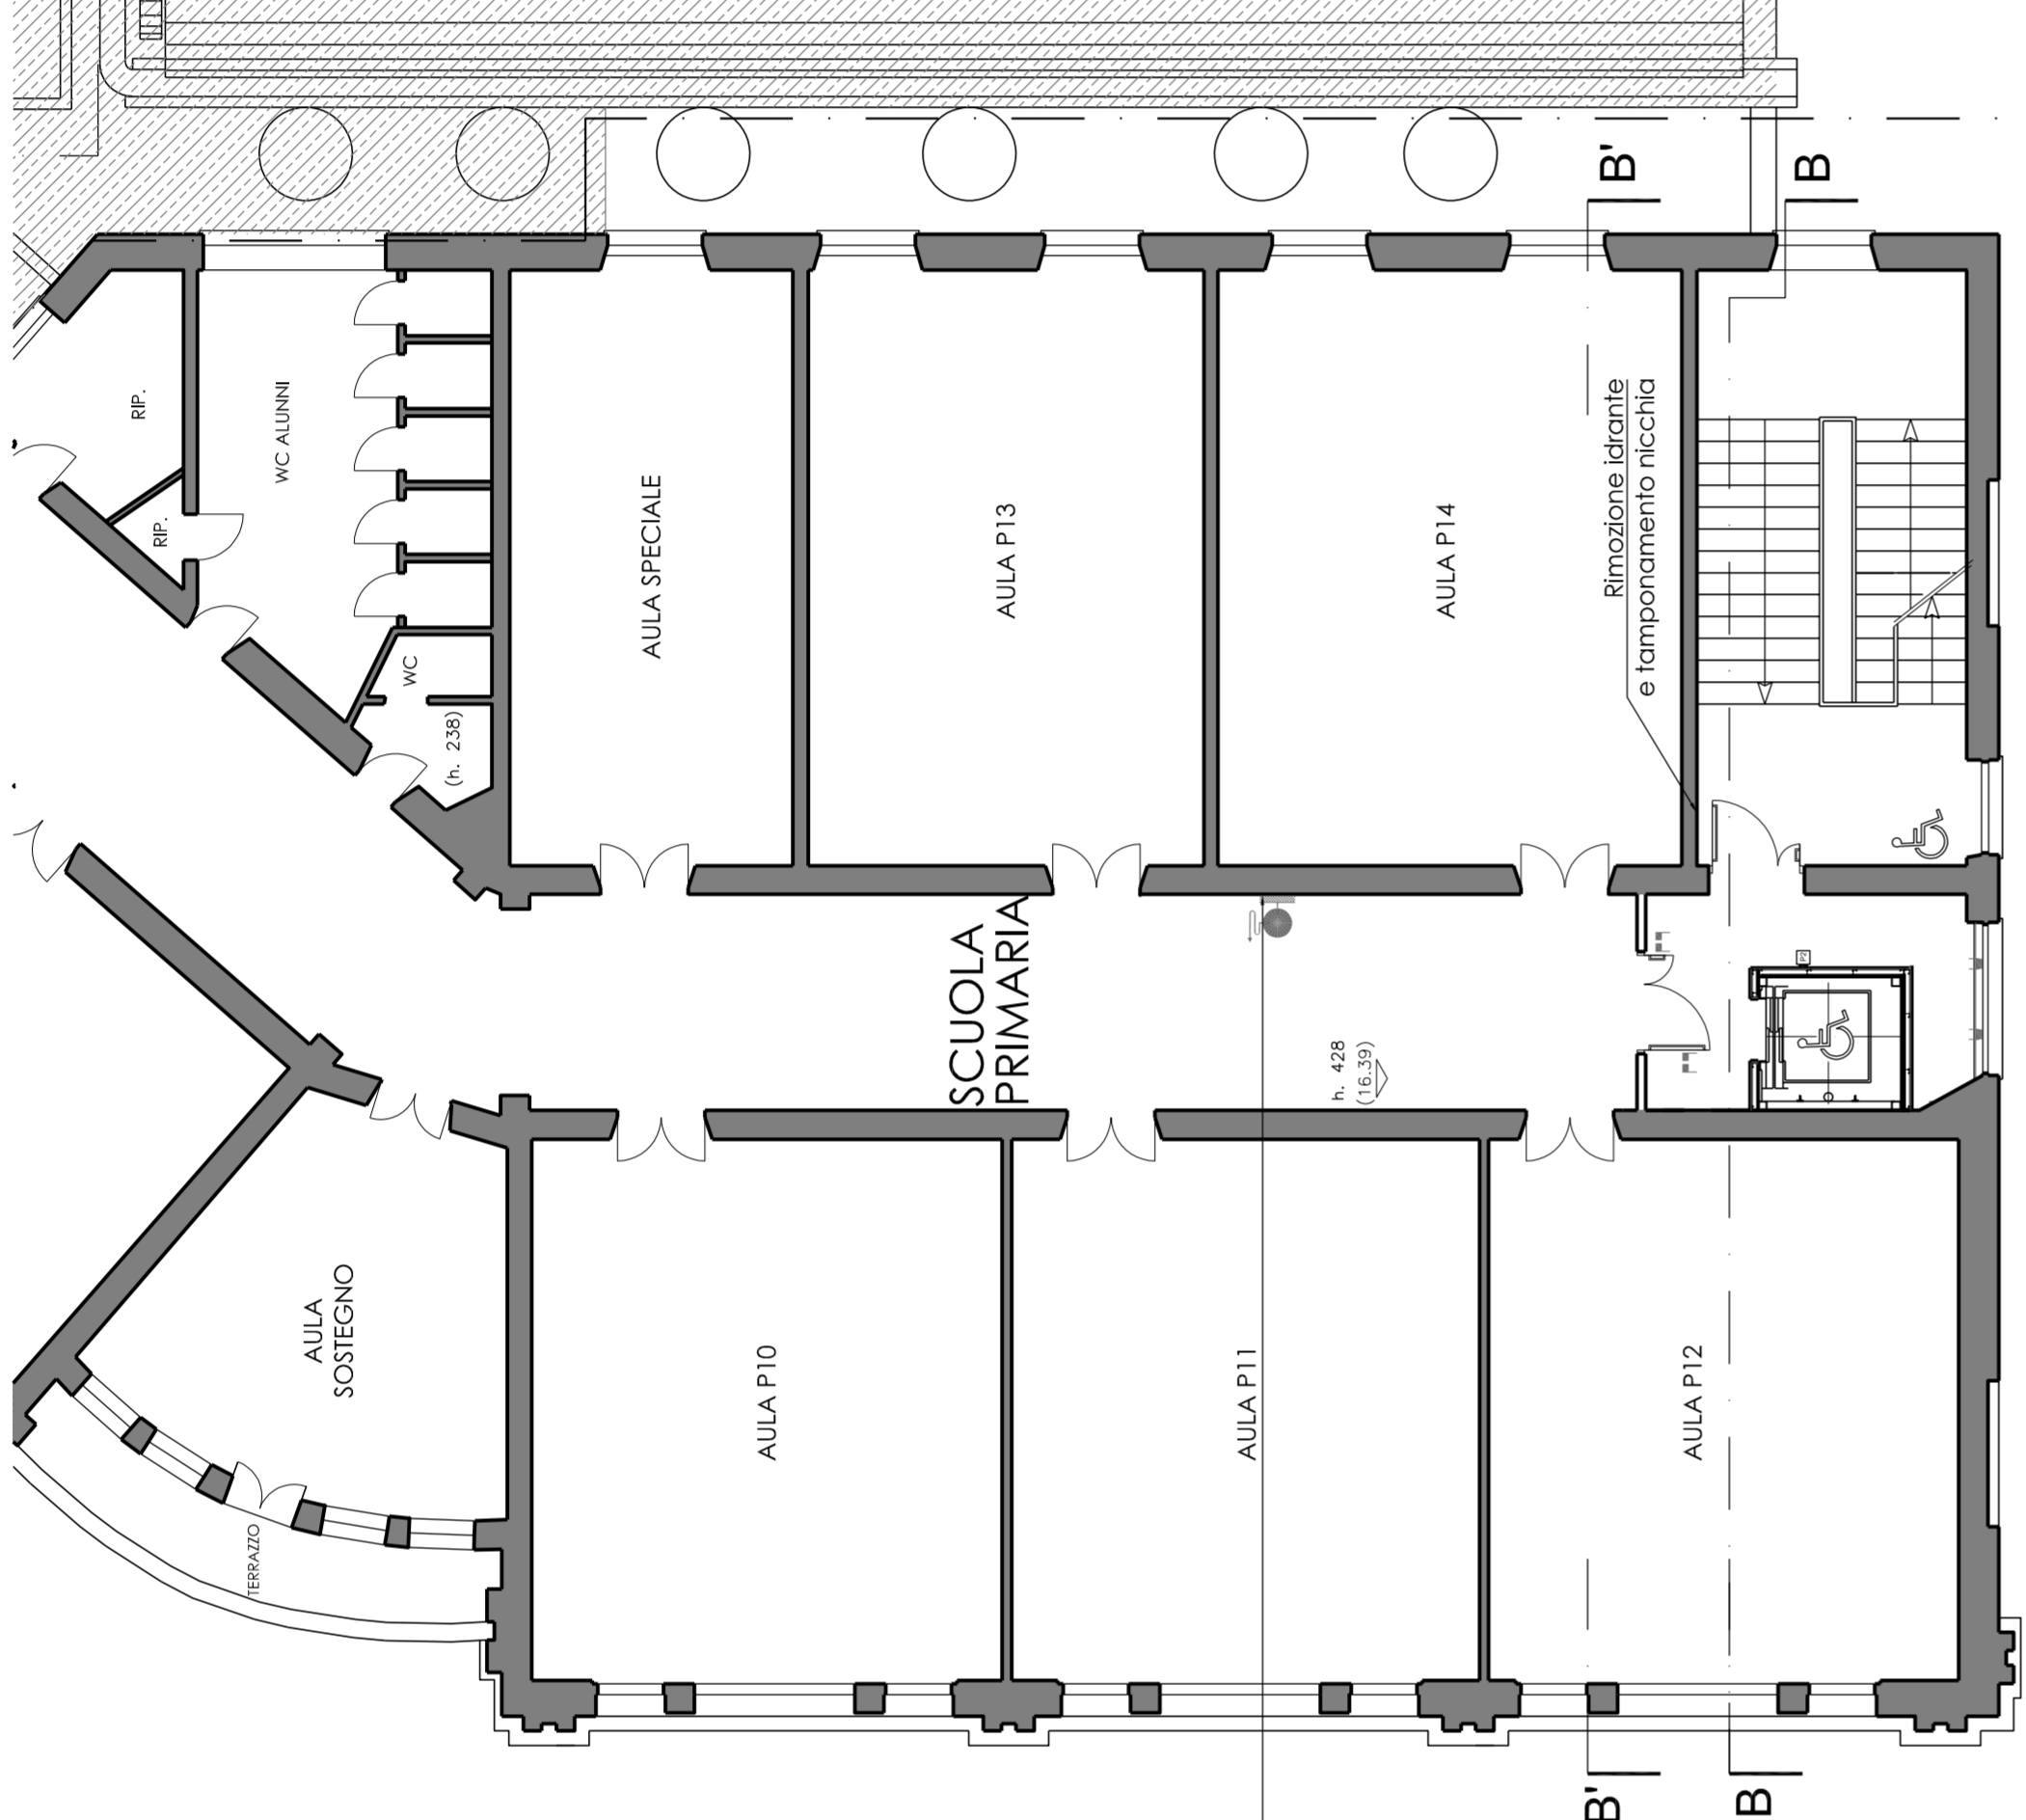 B'
B
RIP.
WC ALUNNI
RIP.
WC
(h. 238)
AULA SPECIALE
AULA P13
AULA P14
Rimozione idrante
e tamponamento nicchia
SCUOLA
PRIMARIA
h. 428
(16.39)
P2
AULA
SOSTEGNO
TERRAZZO
AULA P10
AULA P11
AULA P12
B'
B